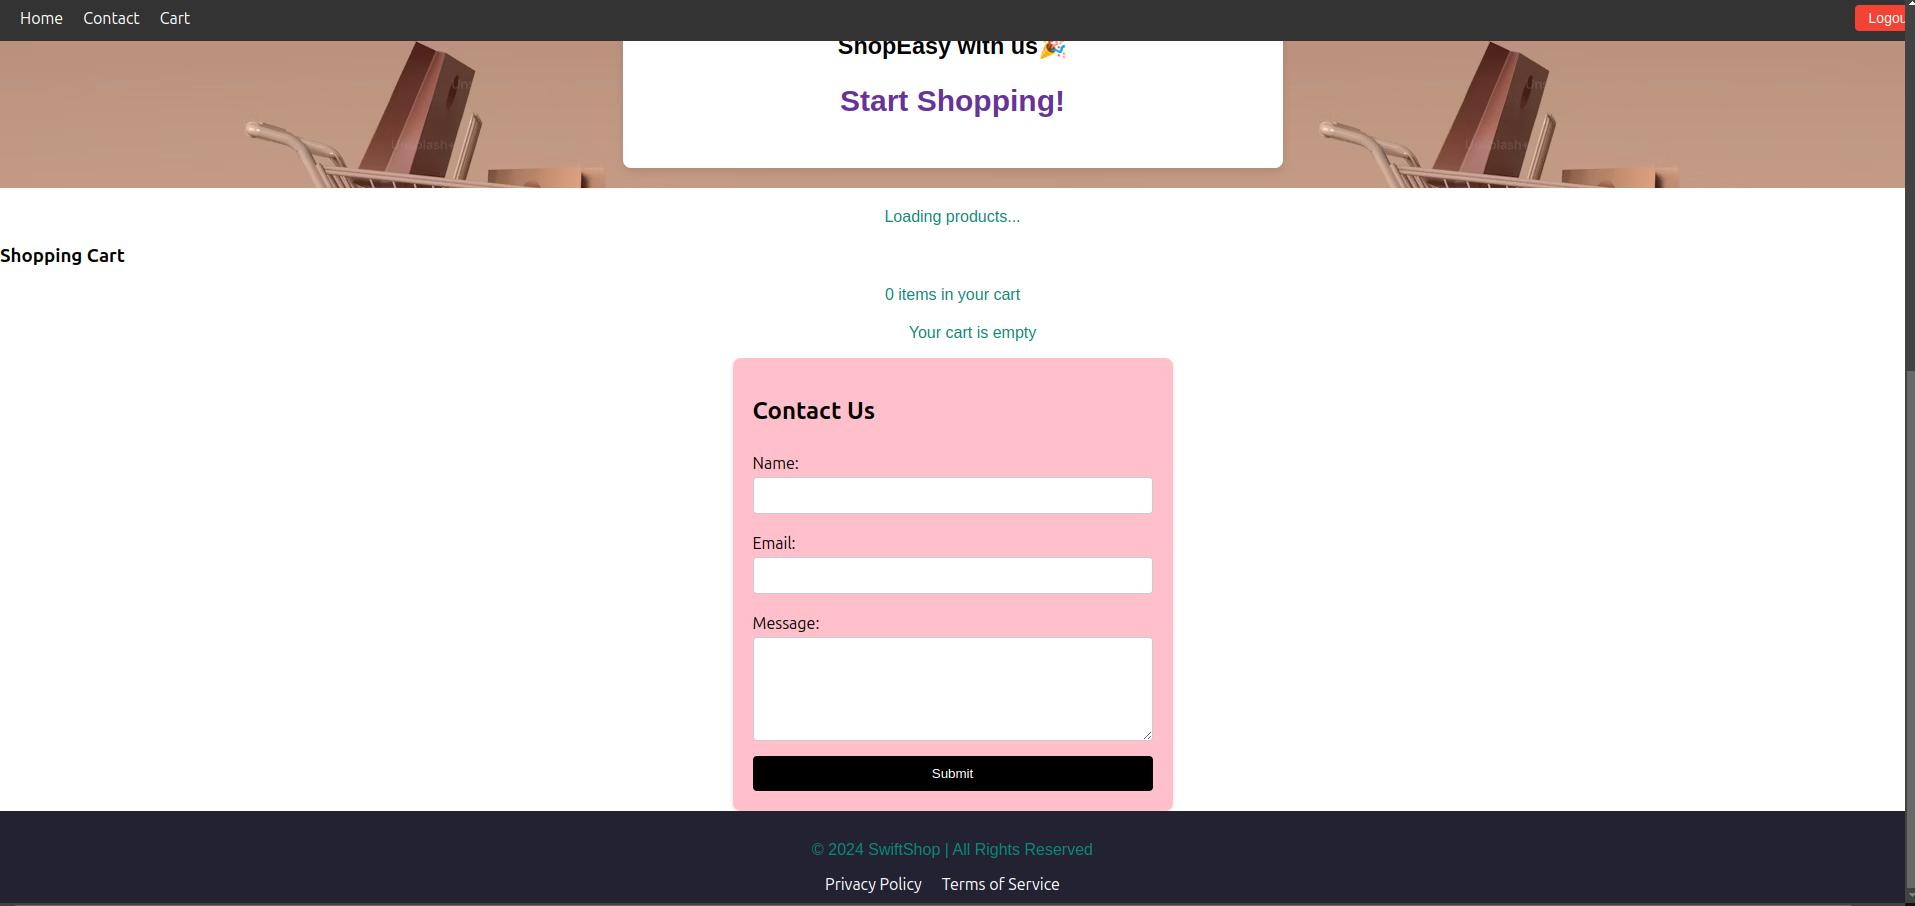 Home Contact Cart Logou
ShopEasy with us🎉
Start Shopping!
Unsplash+
Unsplash+
Loading products...
Shopping Cart
0 items in your cart
Your cart is empty
Contact Us
Name:
Email:
Message:
Submit
© 2024 SwiftShop | All Rights Reserved
Privacy Policy Terms of Service